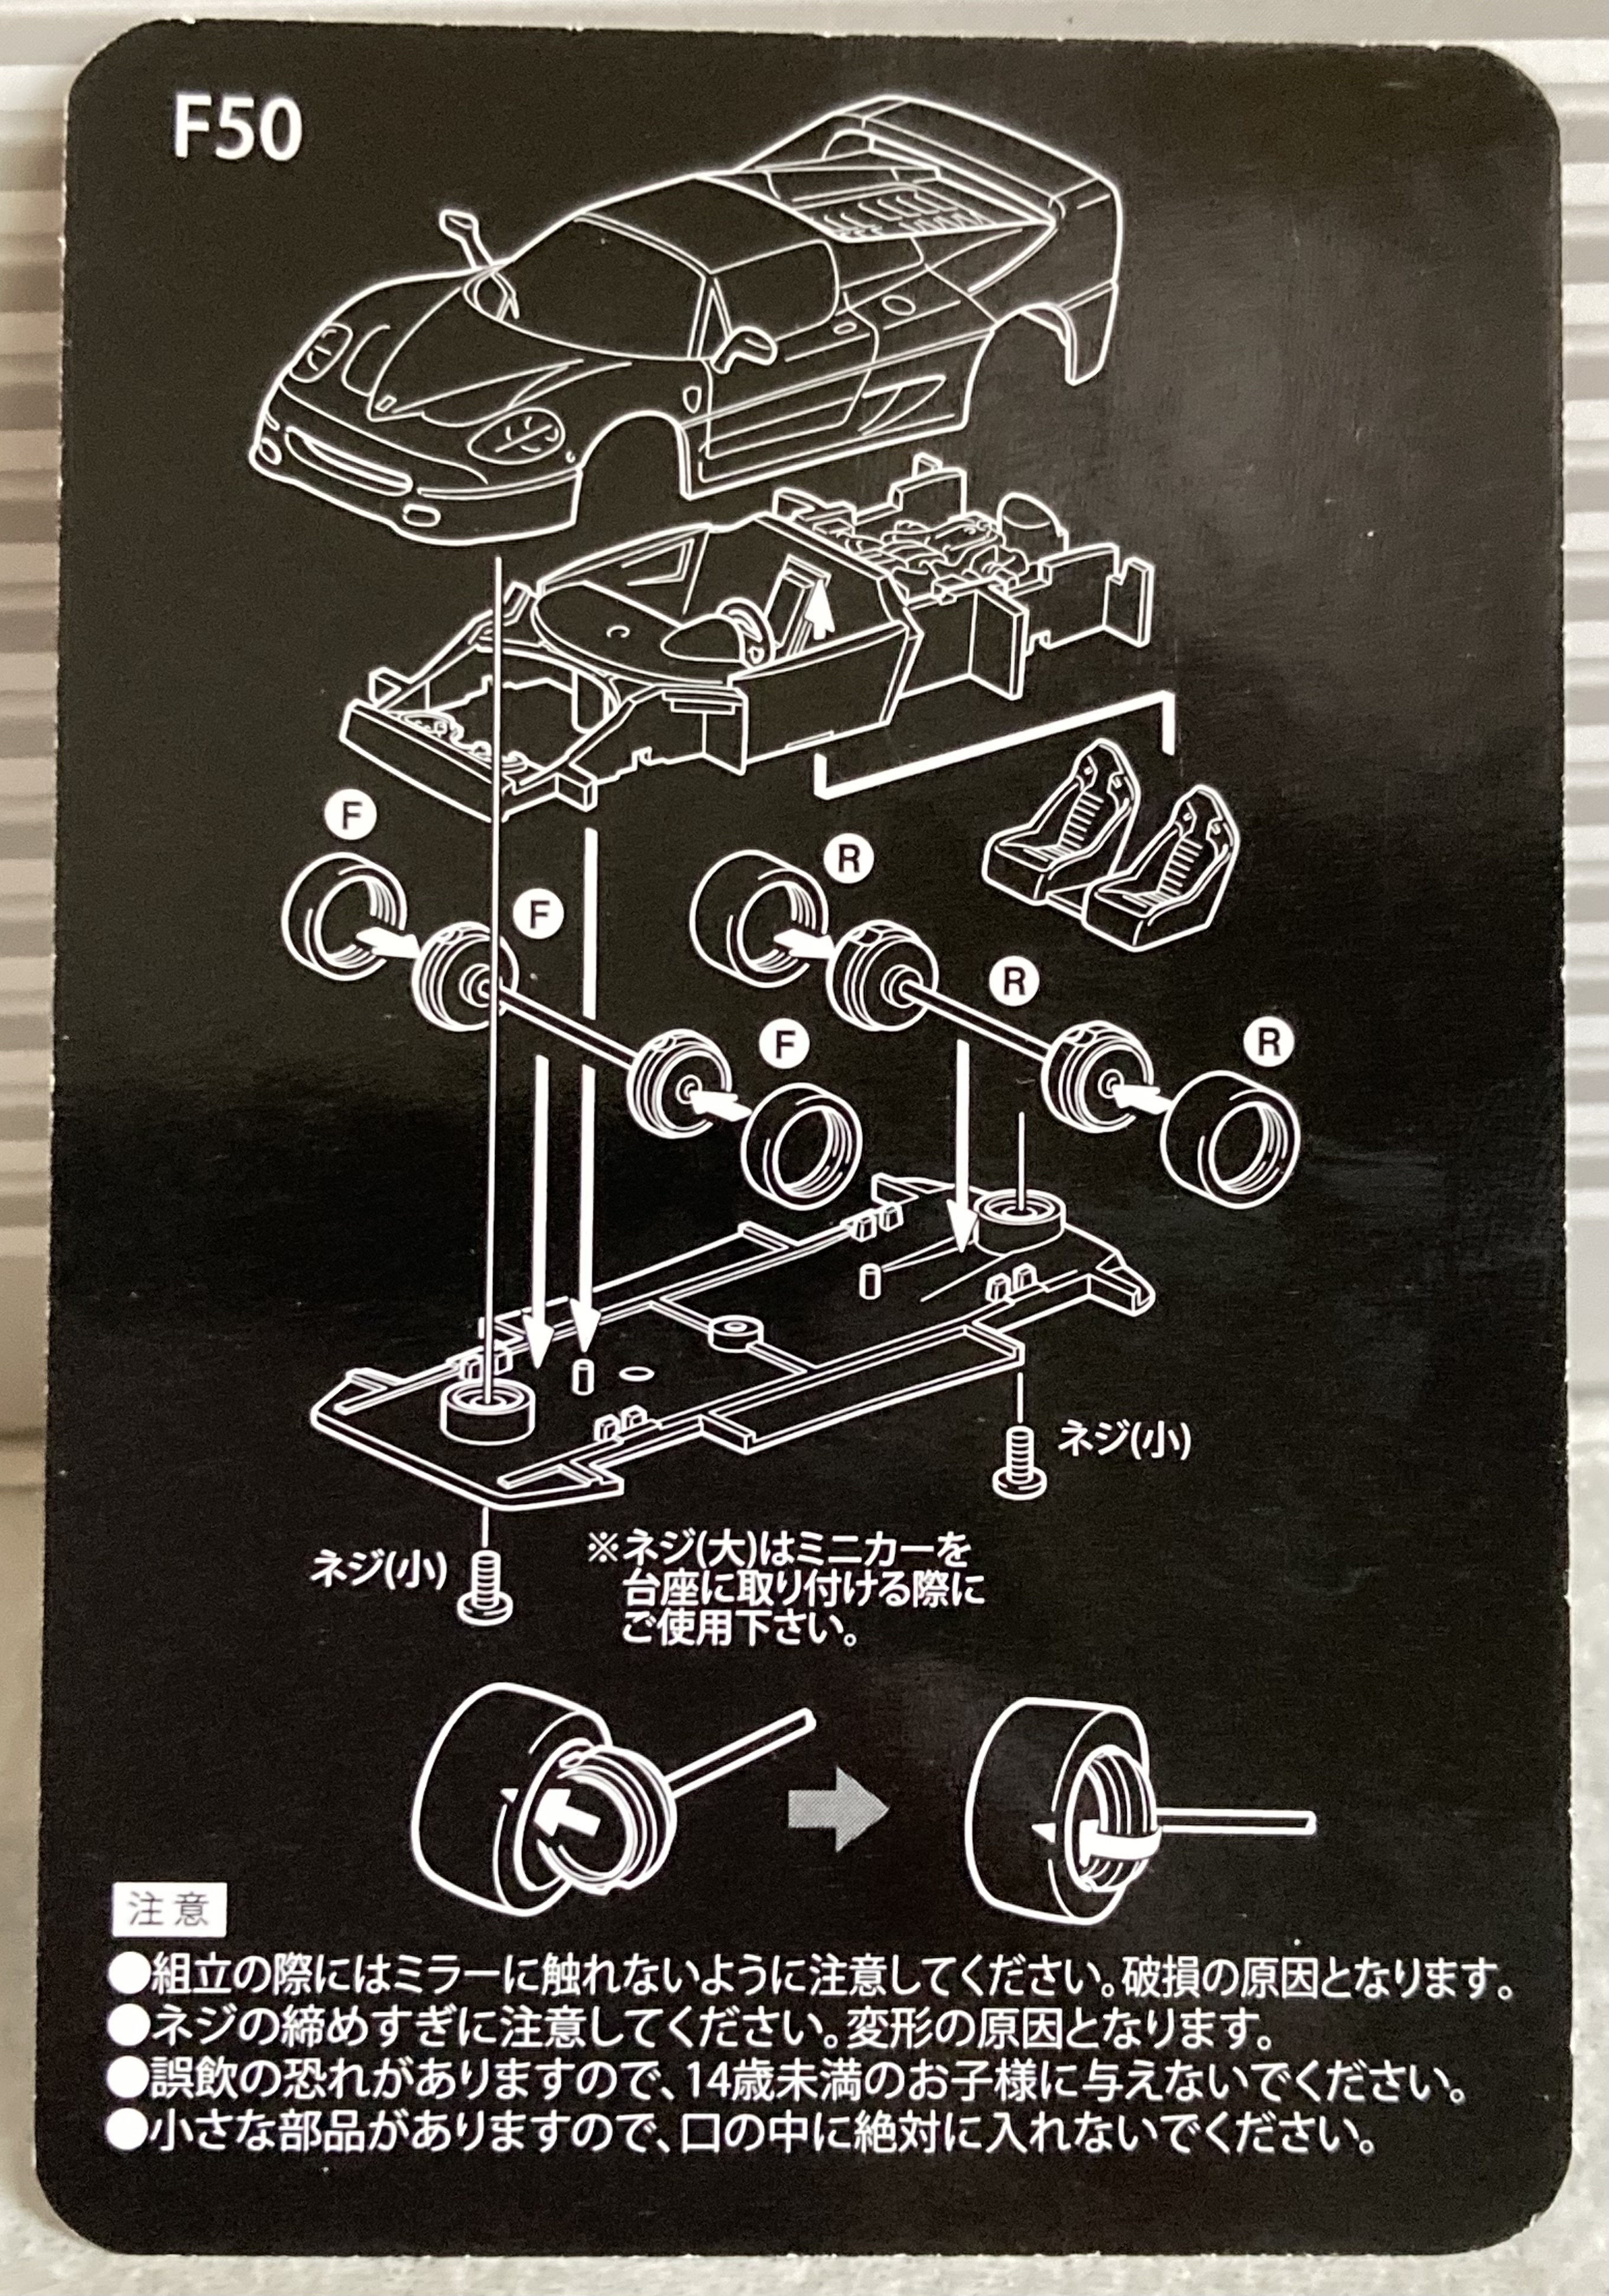 F50
F
R
F
R
F
R
ネジ(小)
ネジ(小)
※ネジ(大)はミニカーを
台座に取り付ける際に
ご使用下さい。
注意
●組立の際にはミラーに触れないように注意してください。破損の原因となります。
●ネジの締めすぎに注意してください。変形の原因となります。
●誤飲の恐れがありますので、14歳未満のお子様に与えないでください。
●小さな部品がありますので、口の中に絶対に入れないでください。